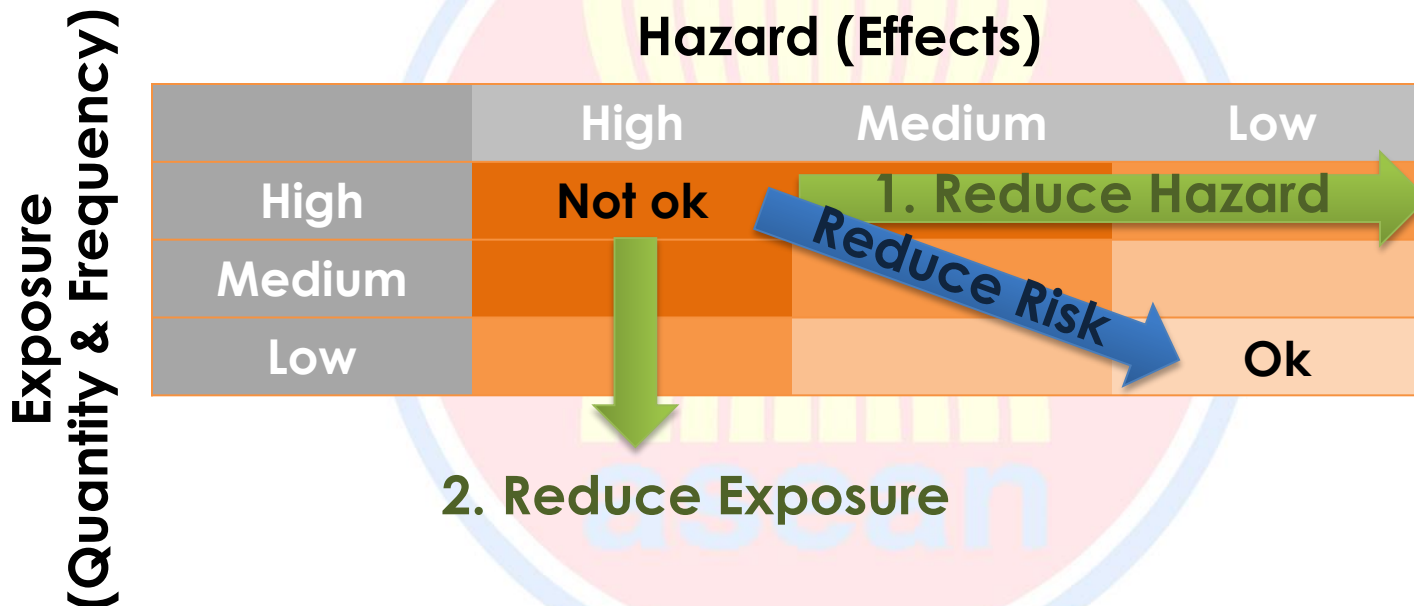 Hazard (Effects)
Exposure
(Quantity & Frequency)
High Medium Low
High Not ok 1. Reduce Hazard
Reduce Risk
Medium
Low Ok
2. Reduce Exposure
asean